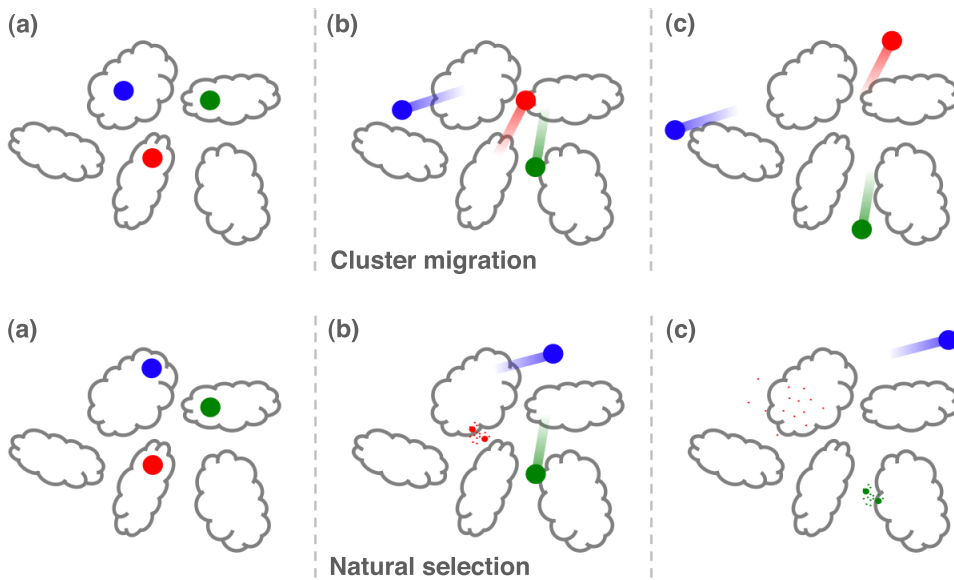 (a)
(b)
(c)
Cluster migration
(a)
(b)
(c)
Natural selection